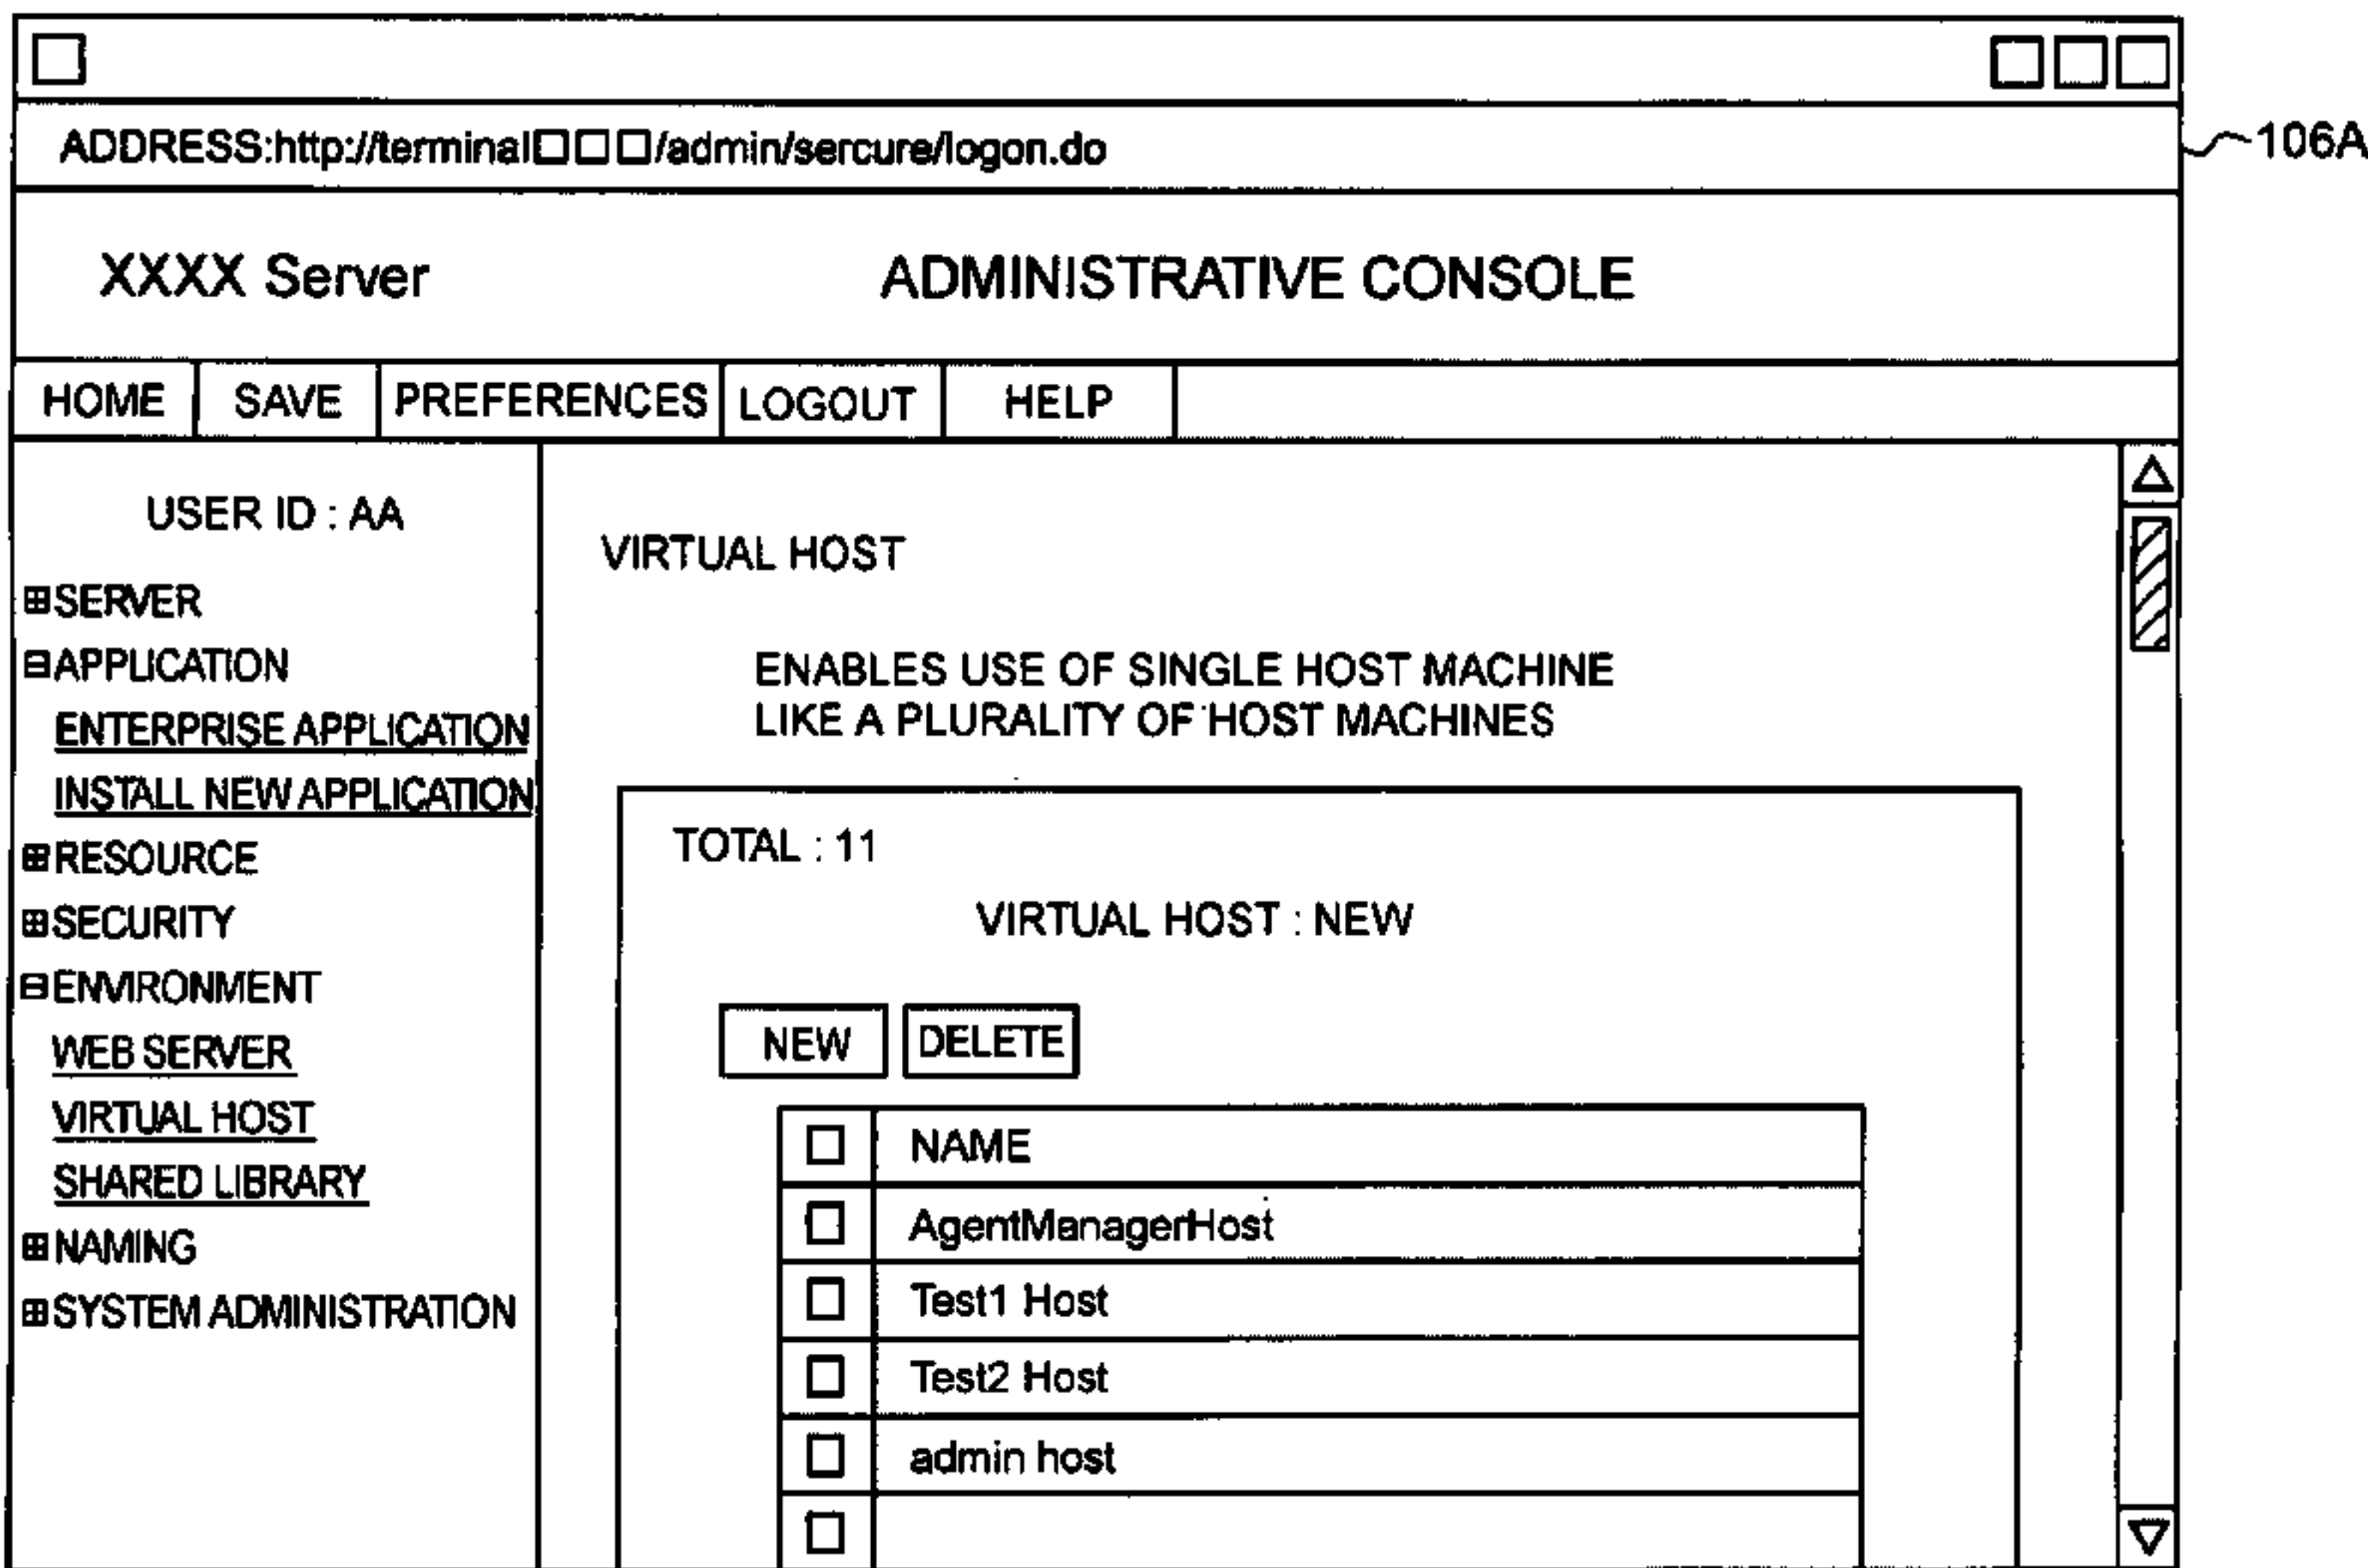 ADDRESS:http://terminal□□□/admin/sercure/logon.do
106A
XXXX Server
ADMINISTRATIVE CONSOLE
HOME SAVE PREFERENCES LOGOUT HELP
USER ID : AA
SERVER
APPLICATION
ENTERPRISE APPLICATION
INSTALL NEW APPLICATION
RESOURCE
SECURITY
ENVIRONMENT
WEB SERVER
VIRTUAL HOST
SHARED LIBRARY
NAMING
SYSTEM ADMINISTRATION
VIRTUAL HOST
ENABLES USE OF SINGLE HOST MACHINE
LIKE A PLURALITY OF HOST MACHINES
TOTAL : 11
VIRTUAL HOST : NEW
NEW DELETE
NAME
AgentManagerHost
Test1 Host
Test2 Host
admin host